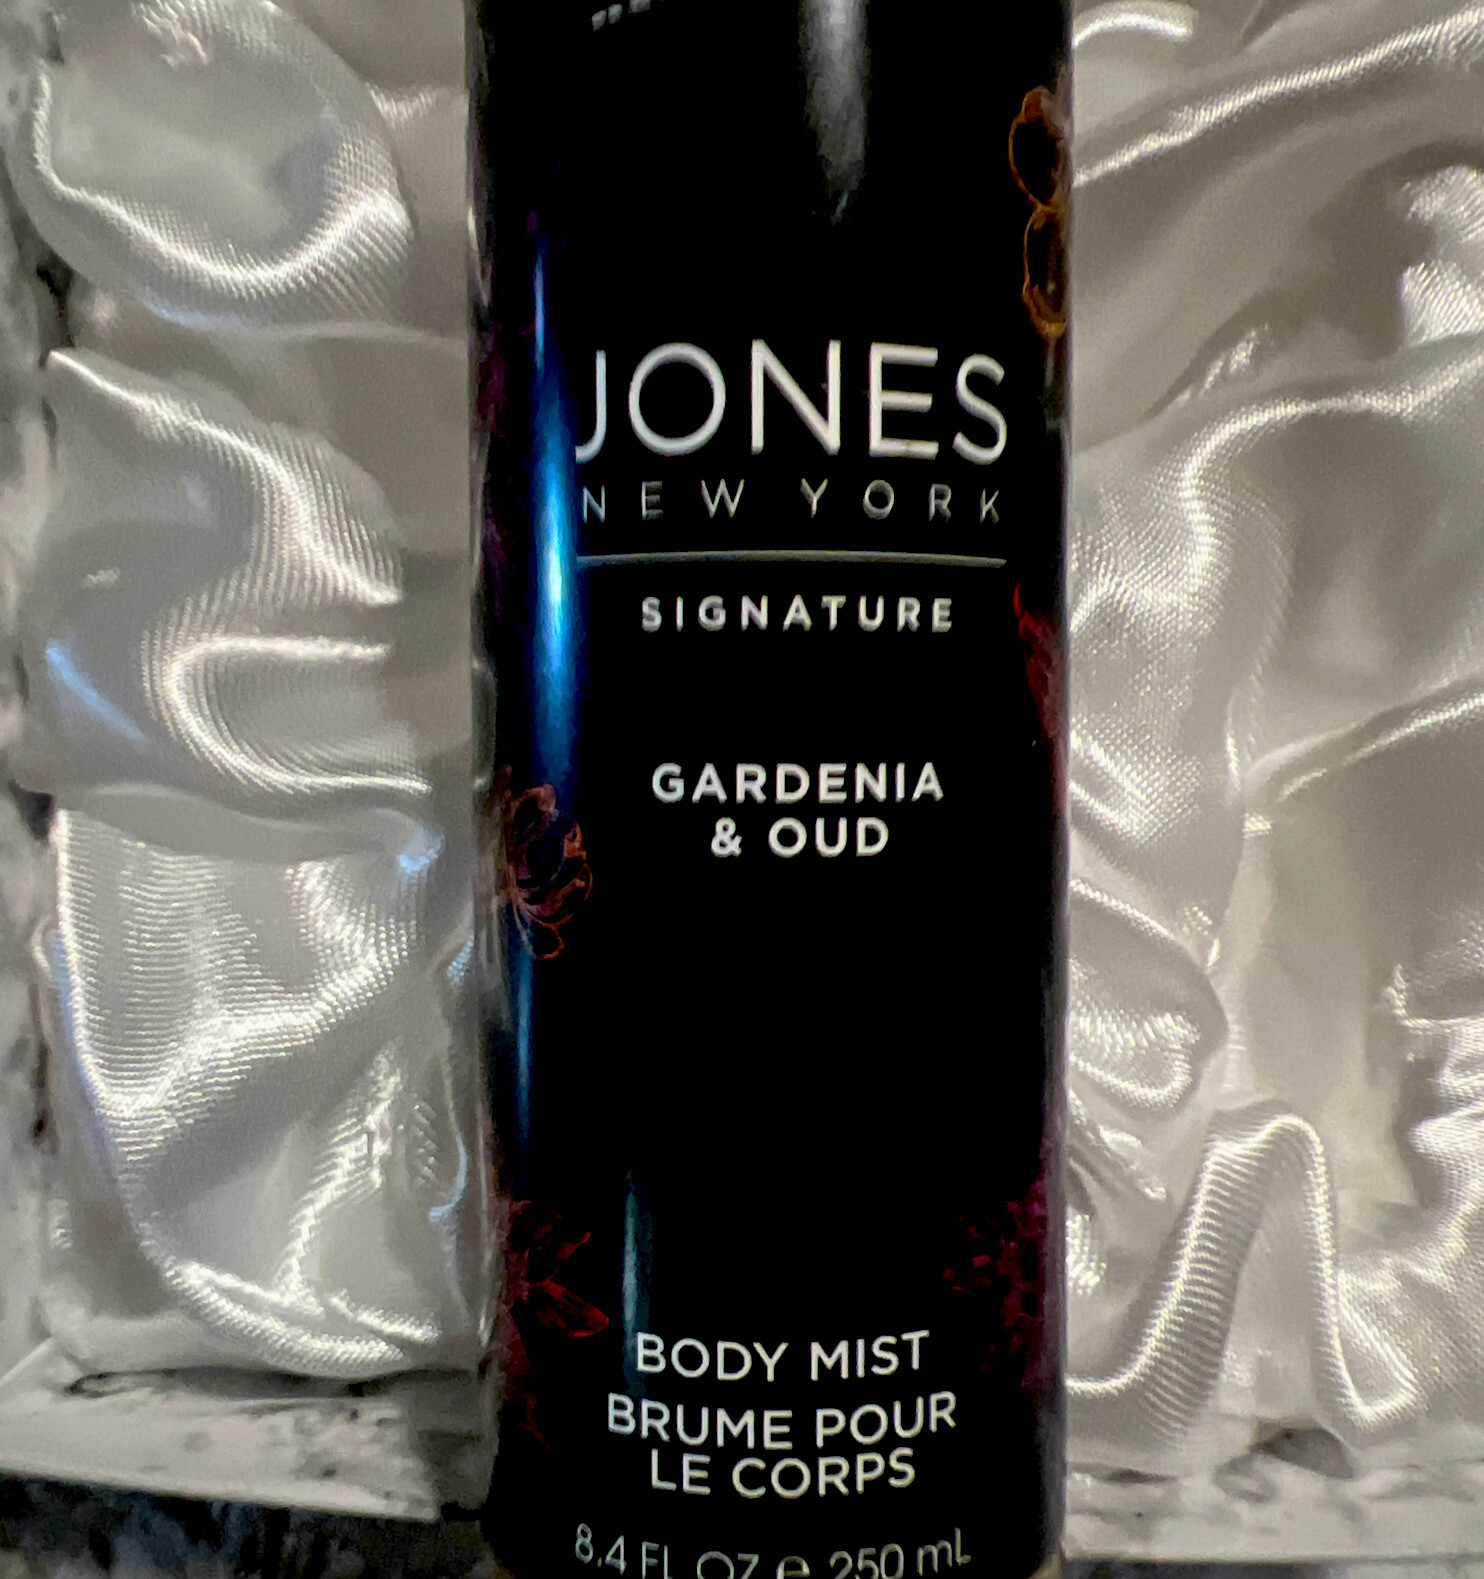 JONES
NEW YORK
SIGNATURE
GARDENIA
& OUD
BODY MIST
BRUME POUR
LE CORPS
8.4 FL OZ e 250 mL